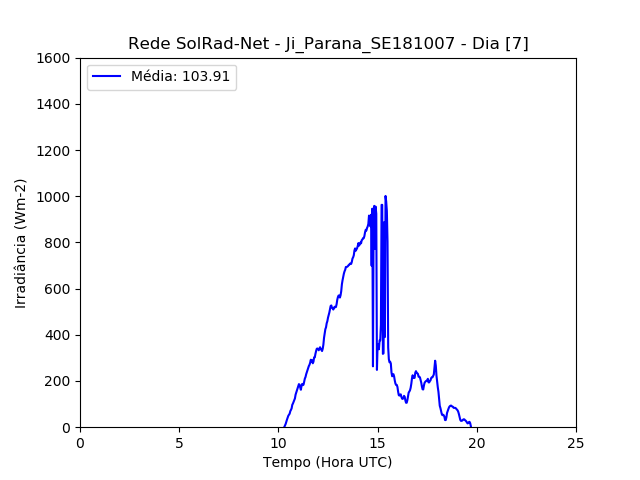 Rede SolRad-Net - Ji_Parana_SE181007 - Dia [7]
Média: 103.91
1600
1400
1200
1000
800
600
400
200
0
Irradiância (Wm-2)
0 5 10 15 20 25
Tempo (Hora UTC)